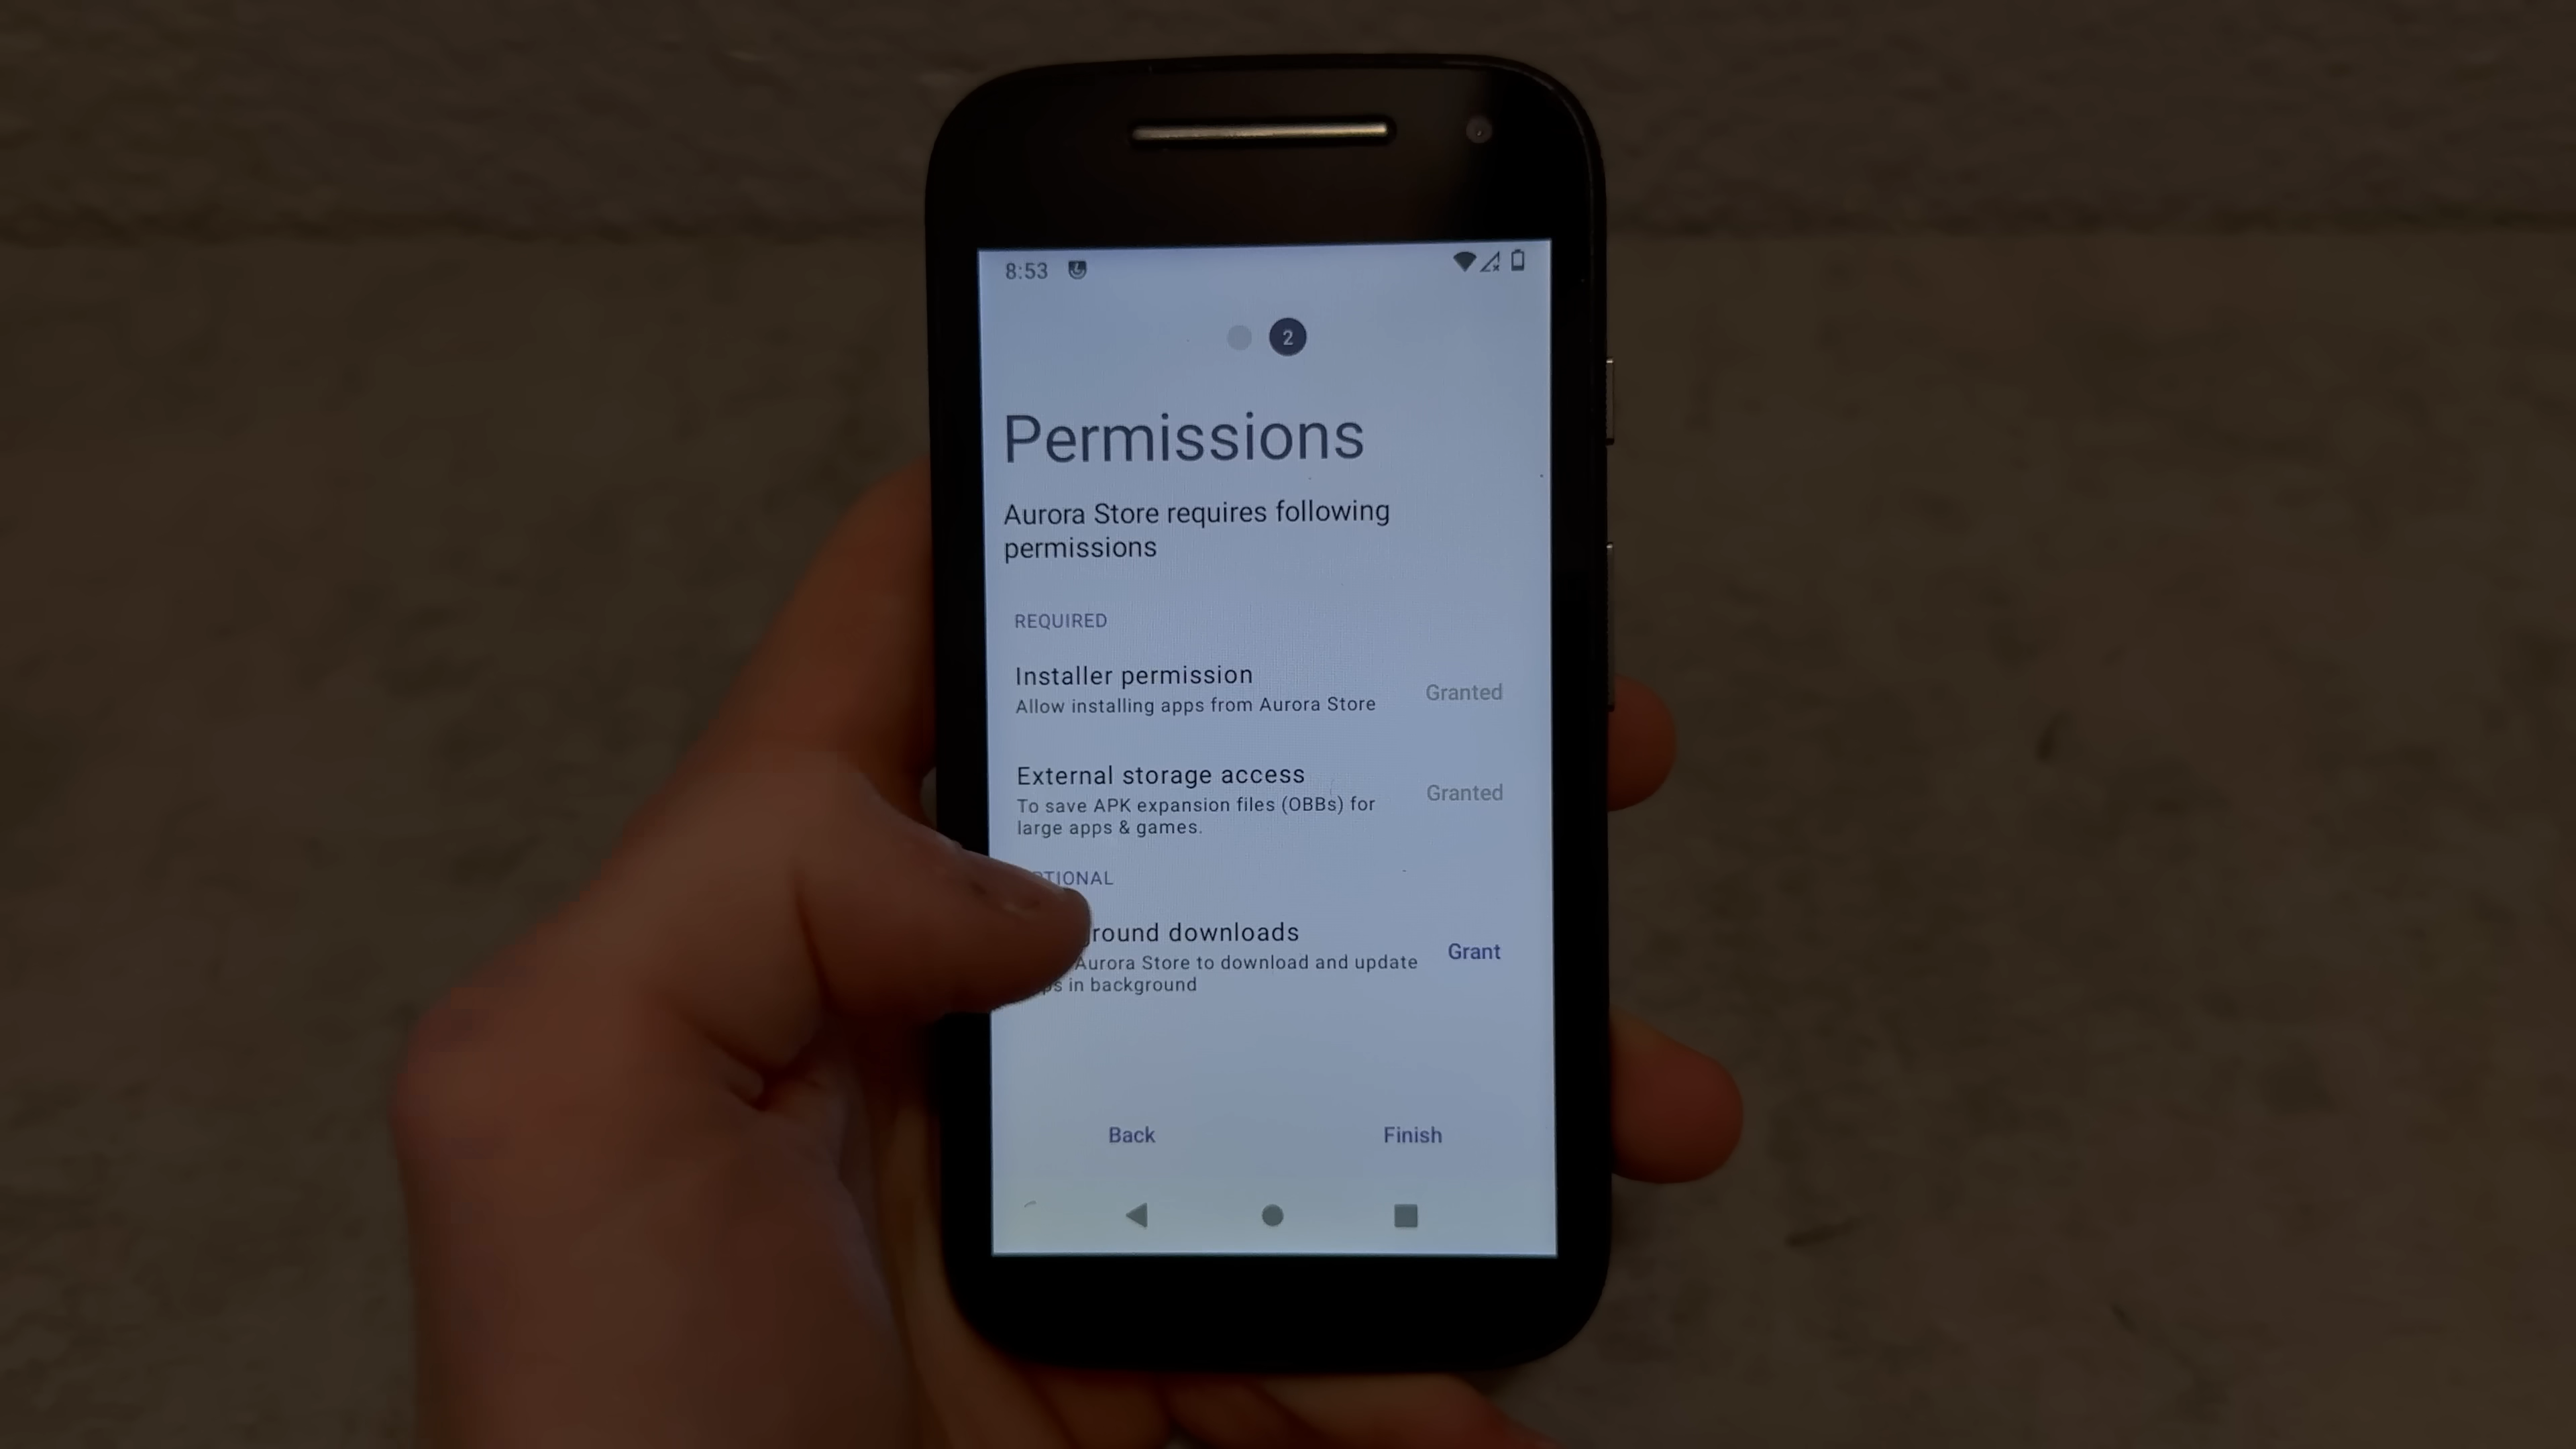 8:53
2
Permissions
Aurora Store requires following
permissions
REQUIRED
Installer permission
Allow installing apps from Aurora Store
Granted
External storage access
To save APK expansion files (OBBs) for
large apps & games.
Granted
downloads
Aurora Store to download and update
in background
Grant
Back
Finish